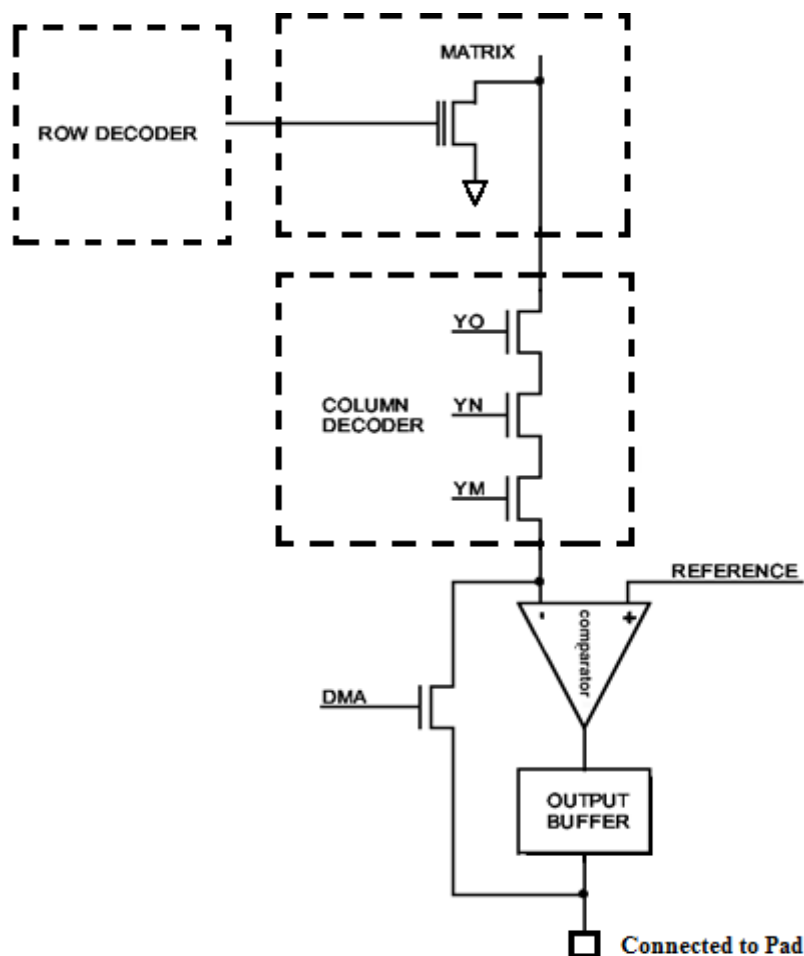 MATRIX
ROW DECODER
YO
COLUMN
DECODER
YN
YM
REFERENCE
- +
comparator
DMA
OUTPUT
BUFFER
Connected to Pad